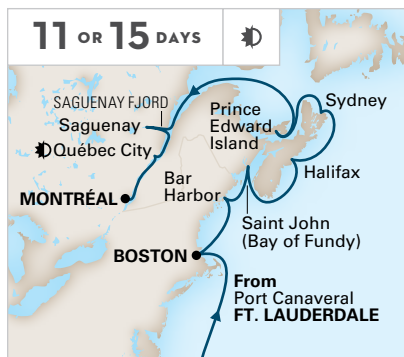 11 OR 15 DAYS
SAGUENAY FJORD
Saguenay
Québec City
MONTRÉAL
Prince
Edward
Island
Sydney
Halifax
Bar
Harbor
Saint John
(Bay of Fundy)
BOSTON
From
Port Canaveral
FT. LAUDERDALE